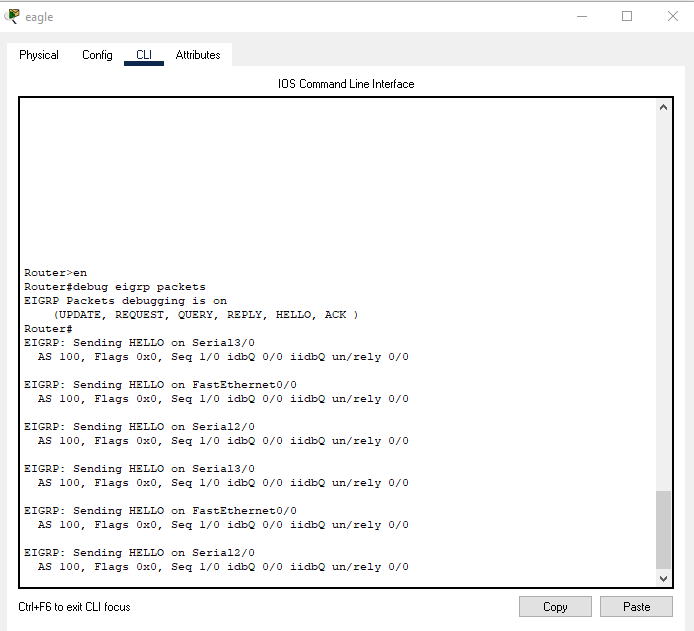 eagle
Physical Config CLI Attributes
IOS Command Line Interface
Router>en
Router#debug eigrp packets
EIGRP Packets debugging is on
    (UPDATE, REQUEST, QUERY, REPLY, HELLO, ACK )
Router#
EIGRP: Sending HELLO on Serial3/0
  AS 100, Flags 0x0, Seq 1/0 idbQ 0/0 iidbQ un/rely 0/0
EIGRP: Sending HELLO on FastEthernet0/0
  AS 100, Flags 0x0, Seq 1/0 idbQ 0/0 iidbQ un/rely 0/0
EIGRP: Sending HELLO on Serial2/0
  AS 100, Flags 0x0, Seq 1/0 idbQ 0/0 iidbQ un/rely 0/0
EIGRP: Sending HELLO on Serial3/0
  AS 100, Flags 0x0, Seq 1/0 idbQ 0/0 iidbQ un/rely 0/0
EIGRP: Sending HELLO on FastEthernet0/0
  AS 100, Flags 0x0, Seq 1/0 idbQ 0/0 iidbQ un/rely 0/0
EIGRP: Sending HELLO on Serial2/0
  AS 100, Flags 0x0, Seq 1/0 idbQ 0/0 iidbQ un/rely 0/0
Ctrl+F6 to exit CLI focus
Copy Paste